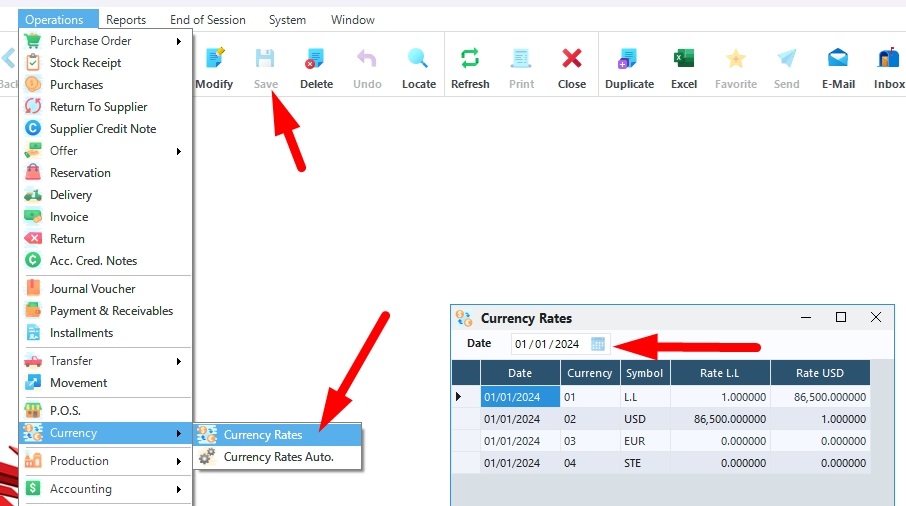 Operations Reports End of Session System Window
Back Modify Save Delete Undo Locate Refresh Print Close Duplicate Excel Favorite Send E-Mail Inbox
Purchase Order
Stock Receipt
Purchases
Return To Supplier
Supplier Credit Note
Offer
Reservation
Delivery
Invoice
Return
Acc. Cred. Notes
Journal Voucher
Payment & Receivables
Installments
Transfer
Movement
P.O.S.
Currency
Production
Accounting
Currency Rates
Currency Rates Auto.
Currency Rates
Date 01/01/2024
Date Currency Symbol Rate L.L Rate USD
01/01/2024 01 L.L 1.000000 86,500.000000
01/01/2024 02 USD 86,500.000000 1.000000
01/01/2024 03 EUR 0.000000 0.000000
01/01/2024 04 STE 0.000000 0.000000